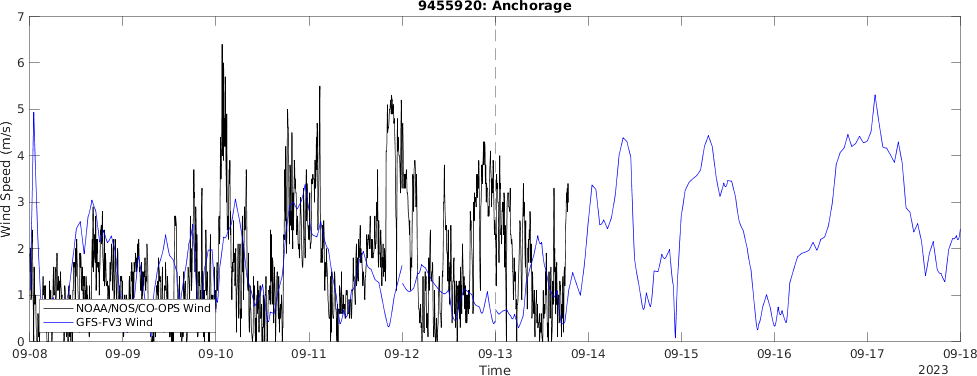 9455920: Anchorage
7
6
5
4
3
2
1
0
Wind Speed (m/s)
NOAA/NOS/CO-OPS Wind
GFS-FV3 Wind
09-08 09-09 09-10 09-11 09-12 09-13 09-14 09-15 09-16 09-17 09-18
Time
2023